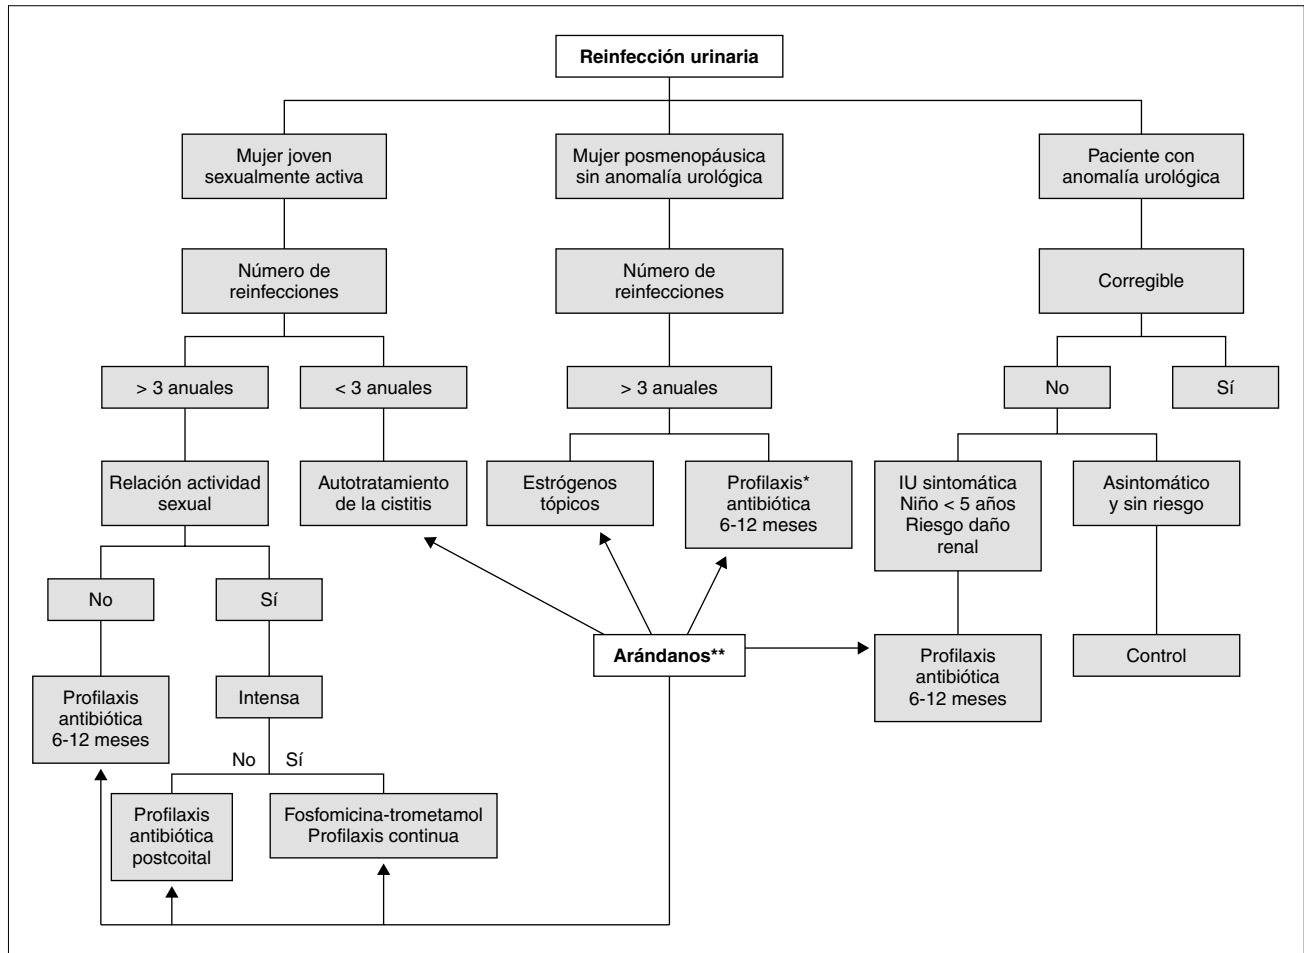 Reinfección urinaria
Mujer joven
sexualmente activa
Mujer posmenopáusica
sin anomalía urológica
Paciente con
anomalía urológica
Número de
reinfecciones
Número de
reinfecciones
Corregible
> 3 anuales
< 3 anuales
> 3 anuales
No
Sí
Relación actividad
sexual
Autotratamiento
de la cistitis
Estrógenos
tópicos
Profilaxis*
antibiótica
6-12 meses
IU sintomática
Niño < 5 años
Riesgo daño
renal
Asintomático
y sin riesgo
No
Sí
Arándanos**
Profilaxis
antibiótica
6-12 meses
Control
Profilaxis
antibiótica
6-12 meses
Intensa
No
Sí
Profilaxis
antibiótica
postcoital
Fosfomicina-trometamol
Profilaxis continua